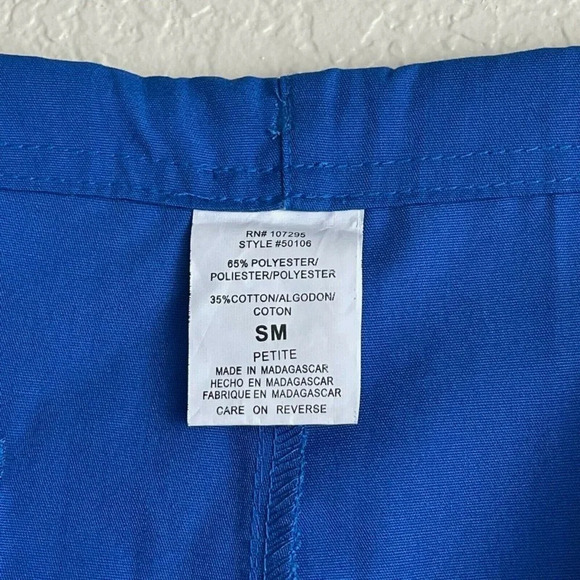 RN# 107295
STYLE #50106
65% POLYESTER/
POLIESTER/POLYESTER
35%COTTON/ALGODON/
COTON
SM
PETITE
MADE IN MADAGASCAR
HECHO EN MADAGASCAR
FABRIQUE EN MADAGASCAR
CARE ON REVERSE